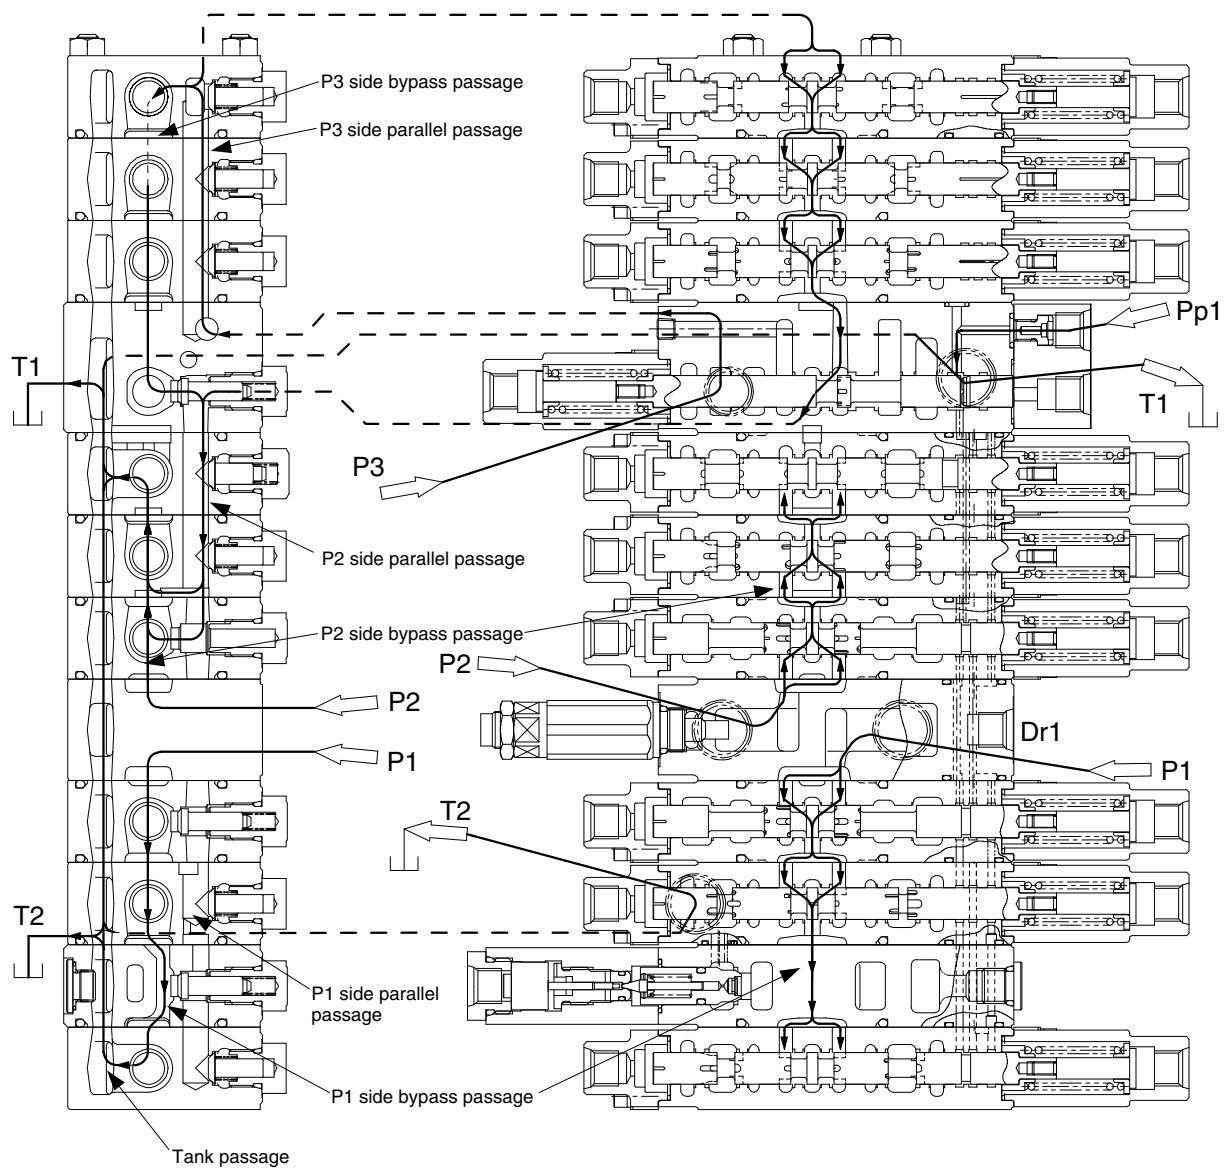 P3 side bypass passage
P3 side parallel passage
Pp1
T1
T1
P3
P2 side parallel passage
P2 side bypass passage
P2
P2
Dr1
P1
P1
T2
T2
P1 side parallel
passage
P1 side bypass passage
Tank passage